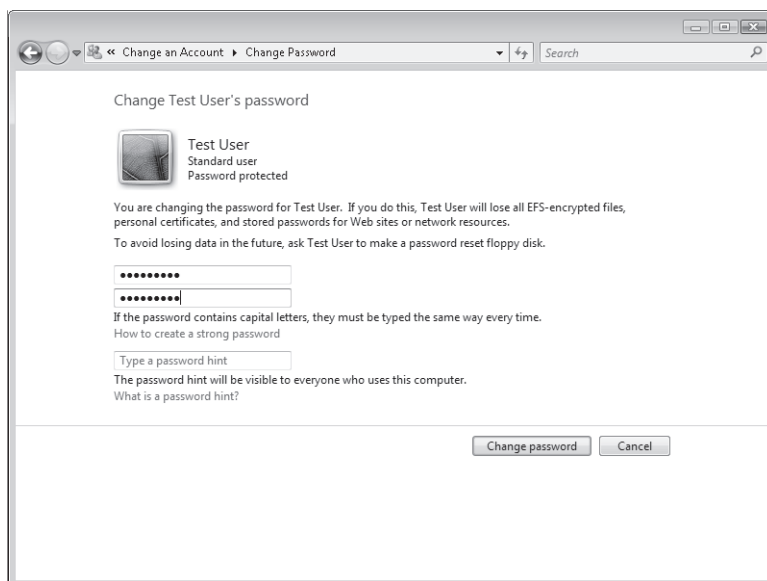 « Change an Account ▸ Change Password
Search
Change Test User's password
Test User
Standard user
Password protected
You are changing the password for Test User. If you do this, Test User will lose all EFS-encrypted files,
personal certificates, and stored passwords for Web sites or network resources.
To avoid losing data in the future, ask Test User to make a password reset floppy disk.
●●●●●●●●●
●●●●●●●●●
If the password contains capital letters, they must be typed the same way every time.
How to create a strong password
Type a password hint
The password hint will be visible to everyone who uses this computer.
What is a password hint?
Change password
Cancel